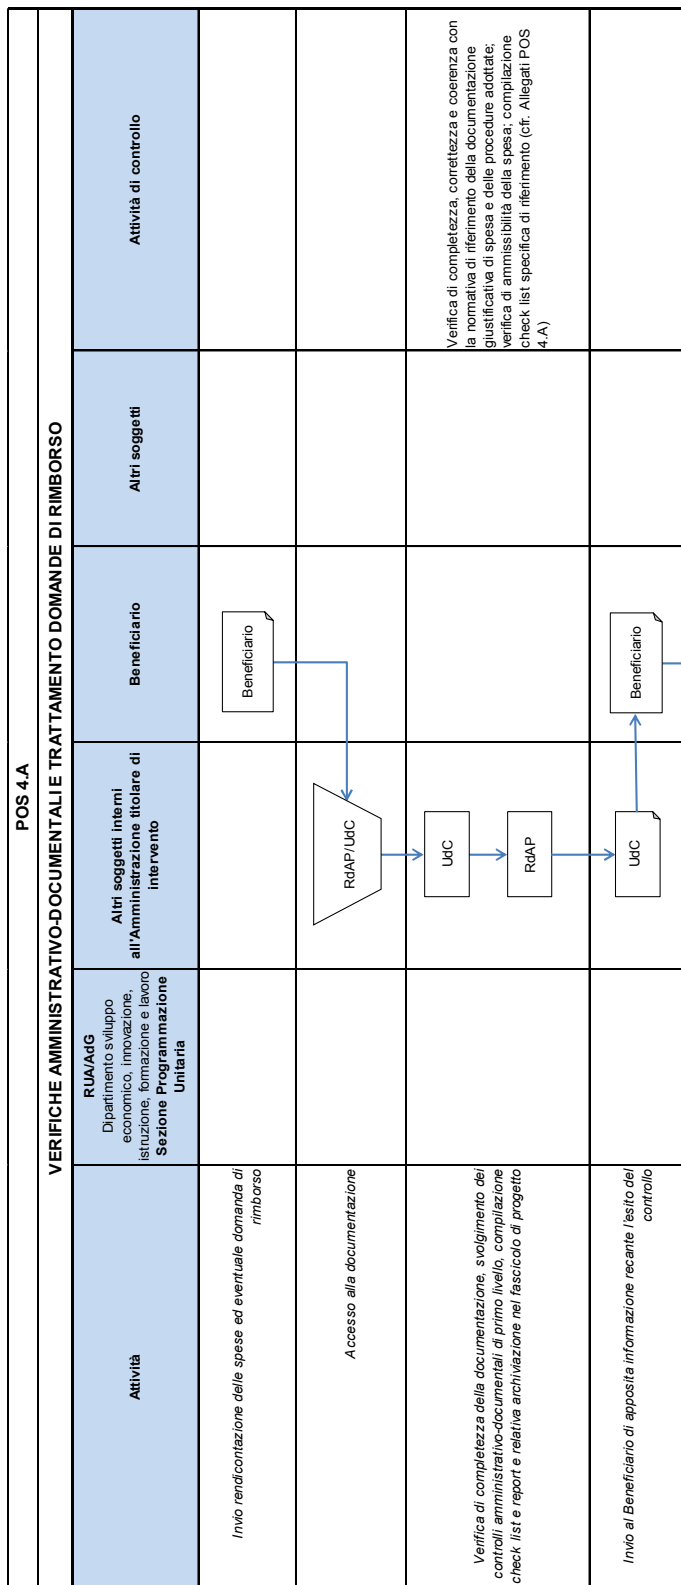 POS 4.A
VERIFICHE AMMINISTRATIVO-DOCUMENTALI E TRATTAMENTO DOMANDE DI RIMBORSO
Attività
RUA/AdG
Dipartimento sviluppo
economico, innovazione,
istruzione, formazione e lavoro
Sezione Programmazione
Unitaria
Altri soggetti interni
all'Amministrazione titolare di
intervento
Beneficiario
Altri soggetti
Attività di controllo
Invio rendicontazione delle spese ed eventuale domanda di
rimborso
Beneficiario
Accesso alla documentazione
RdAP/UdC
Verifica di completezza della documentazione, svolgimento dei
controlli amministrativo-documentali di primo livello, compilazione
check list e report e relativa archiviazione nel fascicolo di progetto
UdC
RdAP
Verifica di completezza, correttezza e coerenza con
la normativa di riferimento della documentazione
giustificativa di spesa e delle procedure adottate;
verifica di ammissibilità della spesa; compilazione
check list specifica di riferimento (cfr. Allegati POS
4.A)
Invio al Beneficiario di apposita informazione recante l'esito del
controllo
UdC
Beneficiario